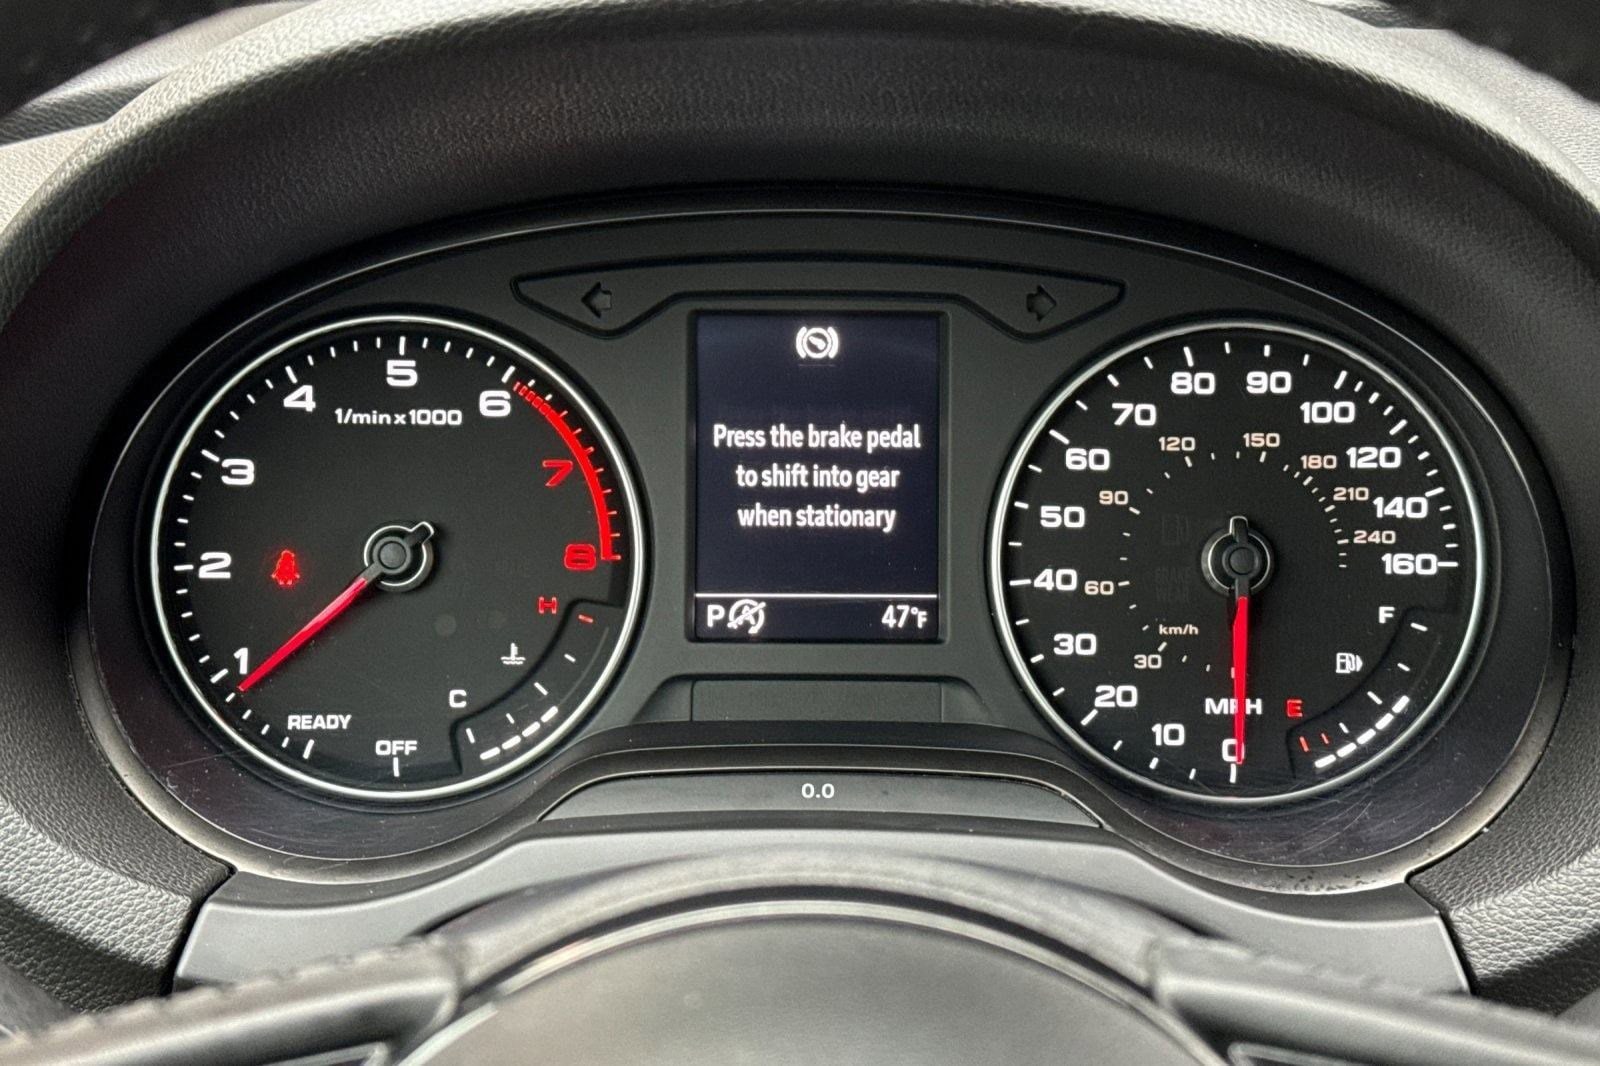 1/min x 1000
1
2
3
4
5
6
7
8
READY
OFF
C
H
Press the brake pedal
to shift into gear
when stationary
P
A
47°F
0.0
0
10
20
30
40
50
60
70
80
90
100
120
140
160
MPH
km/h
30
60
90
120
150
180
210
240
E
F